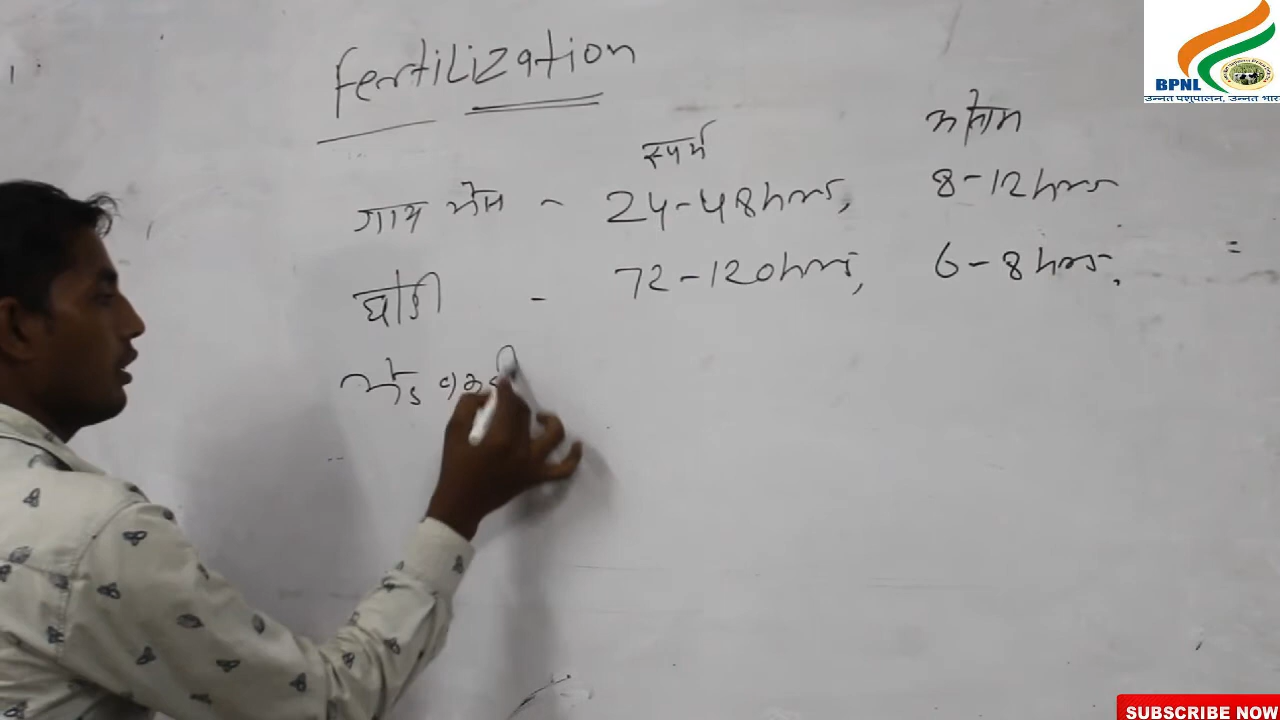 Fertilization
स्पर्म
गाय भैंस - 24-48hrs, 8-12hrs
घोडी - 72-120hrs, 6-8hrs,
भेड बकरी
BPNL
उन्नत पशुपालन, उन्नत भार
SUBSCRIBE NOW